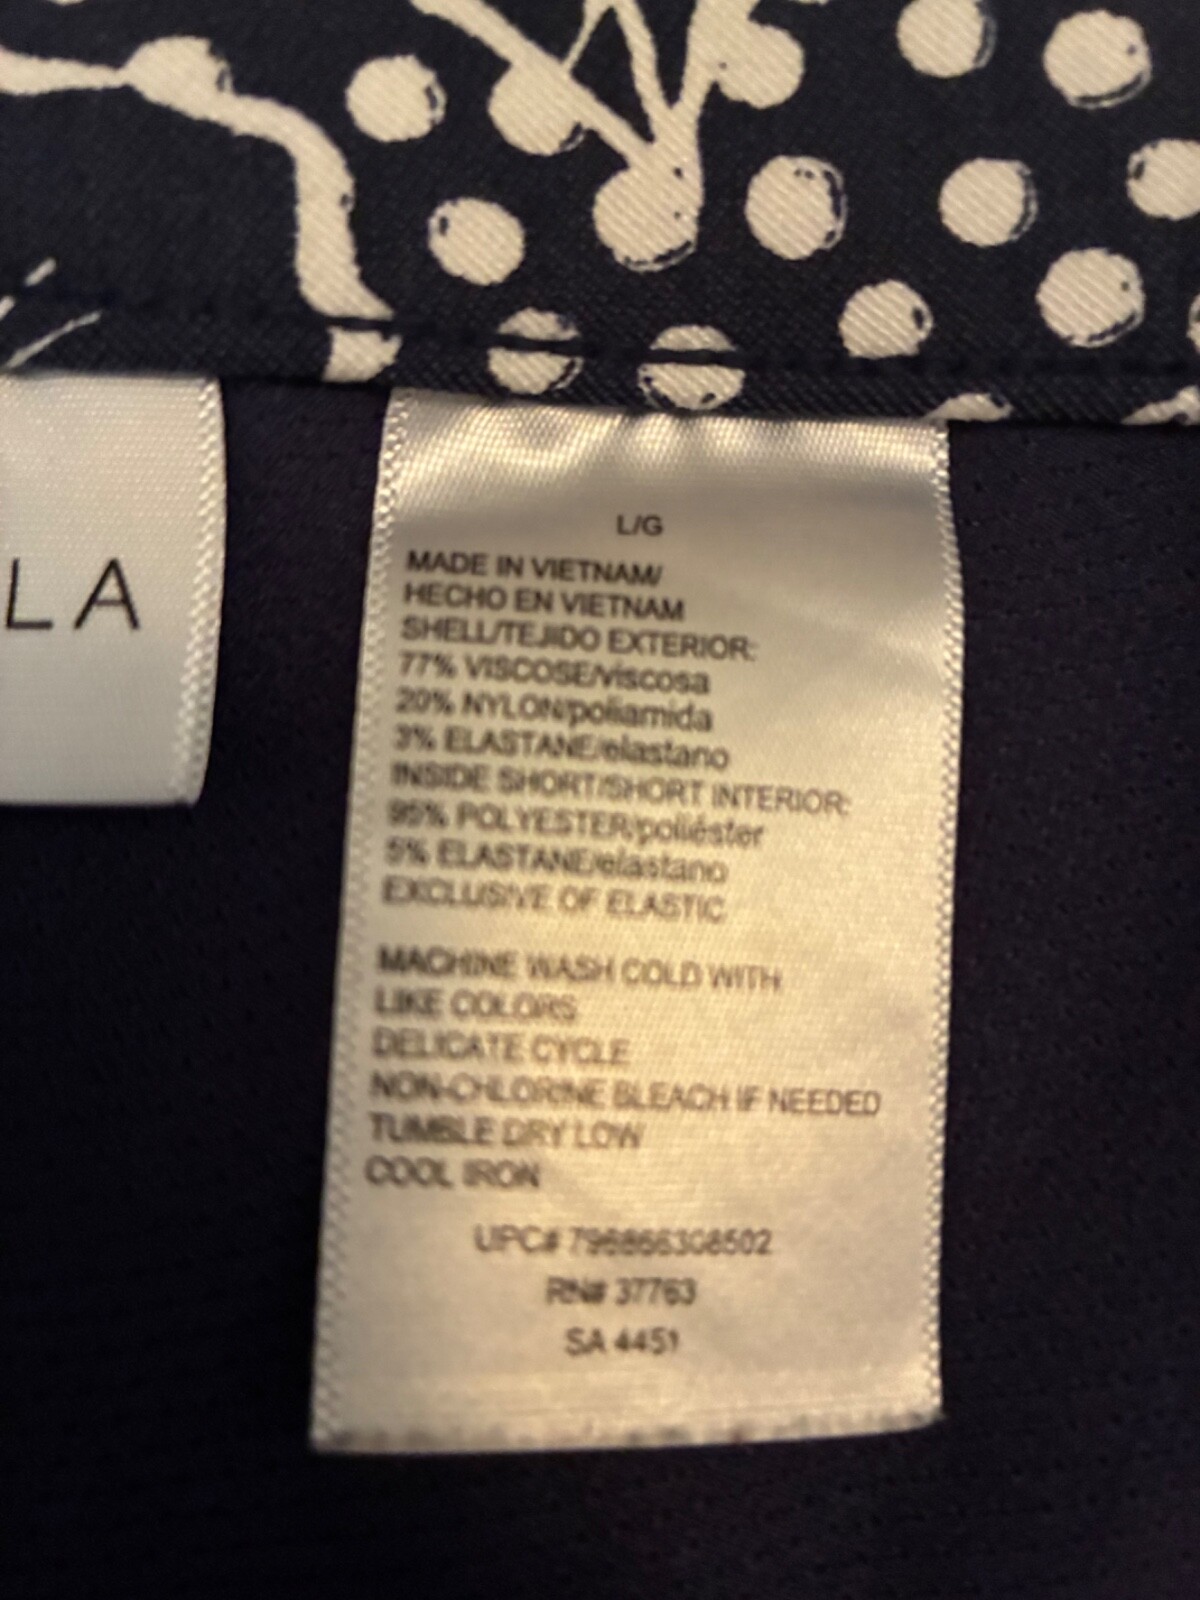 LA
L/G
MADE IN VIETNAM/
HECHO EN VIETNAM
SHELL/TEJIDO EXTERIOR:
77% VISCOSE/viscosa
20% NYLON/poliamida
3% ELASTANE/elastano
INSIDE SHORT/SHORT INTERIOR:
95% POLYESTER/poliéster
5% ELASTANE/elastano
EXCLUSIVE OF ELASTIC
MACHINE WASH COLD WITH
LIKE COLORS
DELICATE CYCLE
NON-CHLORINE BLEACH IF NEEDED
TUMBLE DRY LOW
COOL IRON
UPC# 796866308502
RN# 37763
SA 4451